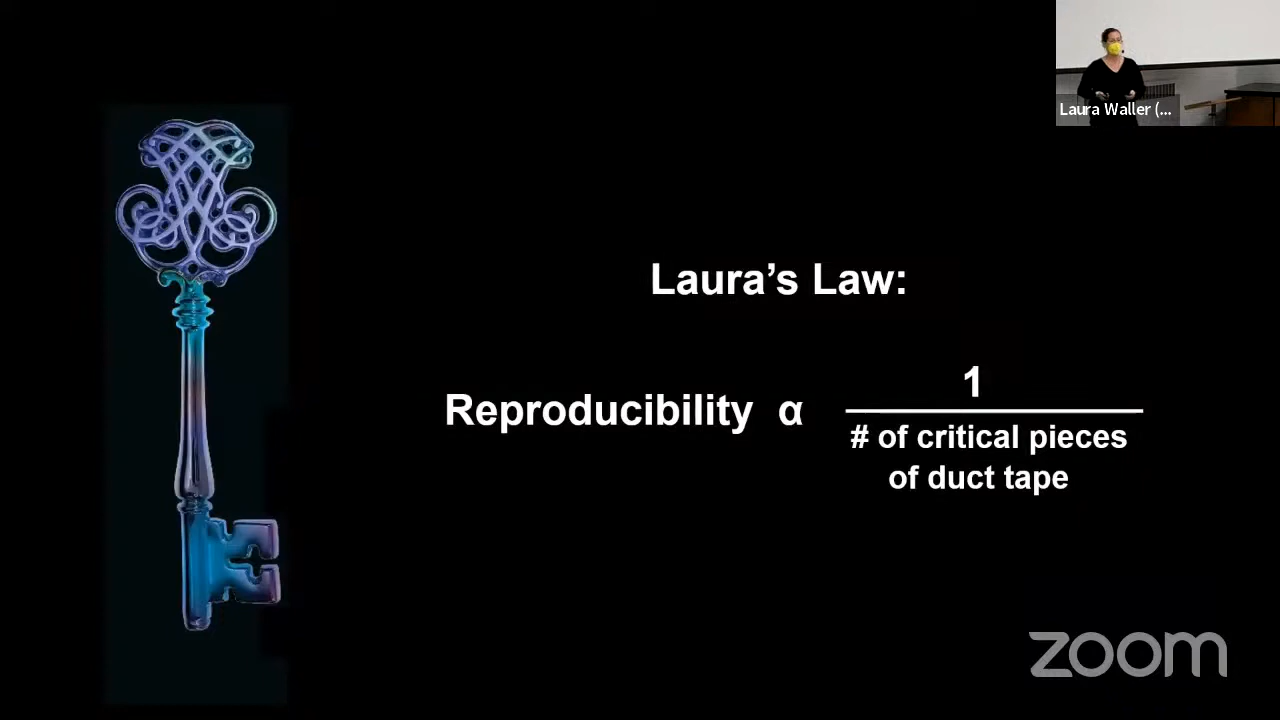 Laura Waller (...
Laura's Law:
Reproducibility α
1
# of critical pieces
of duct tape
zoom